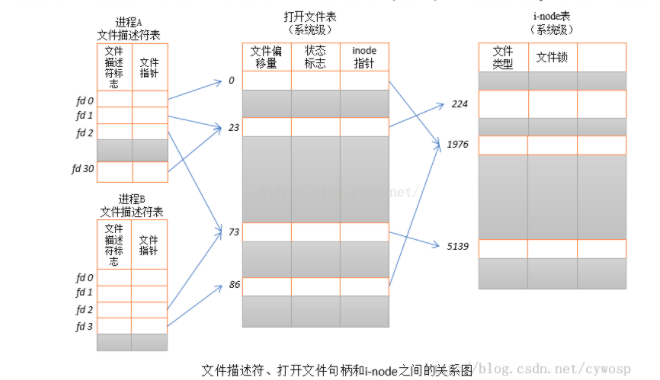 进程A
文件描述符表
文件
描述
符标
志
文件
指针
fd 0
fd 1
fd 2
fd 30
进程B
文件描述符表
文件
描述
符标
志
文件
指针
fd 0
fd 1
fd 2
fd 3
打开文件表
（系统级）
文件偏
移量
状态
标志
inode
指针
0
23
73
86
i-node表
（系统级）
文件
类型
文件锁
224
1976
5139
文件描述符、打开文件句柄和i-node之间的关系图
/blog.csdn.net/cywosp